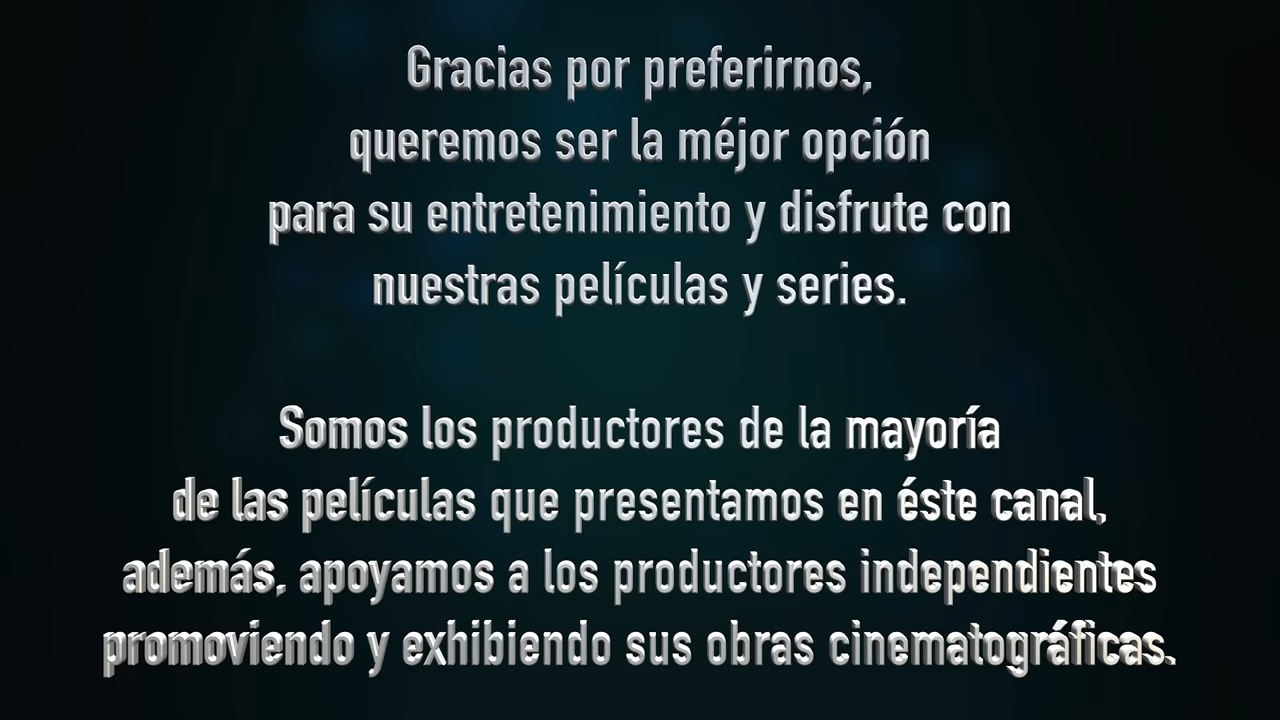 Gracias por preferirnos,
queremos ser la méjor opción
para su entretenimiento y disfrute con
nuestras películas y series.
Somos los productores de la mayoría
de las películas que presentamos en éste canal,
además, apoyamos a los productores independientes
promoviendo y exhibiendo sus obras cinematográficas.